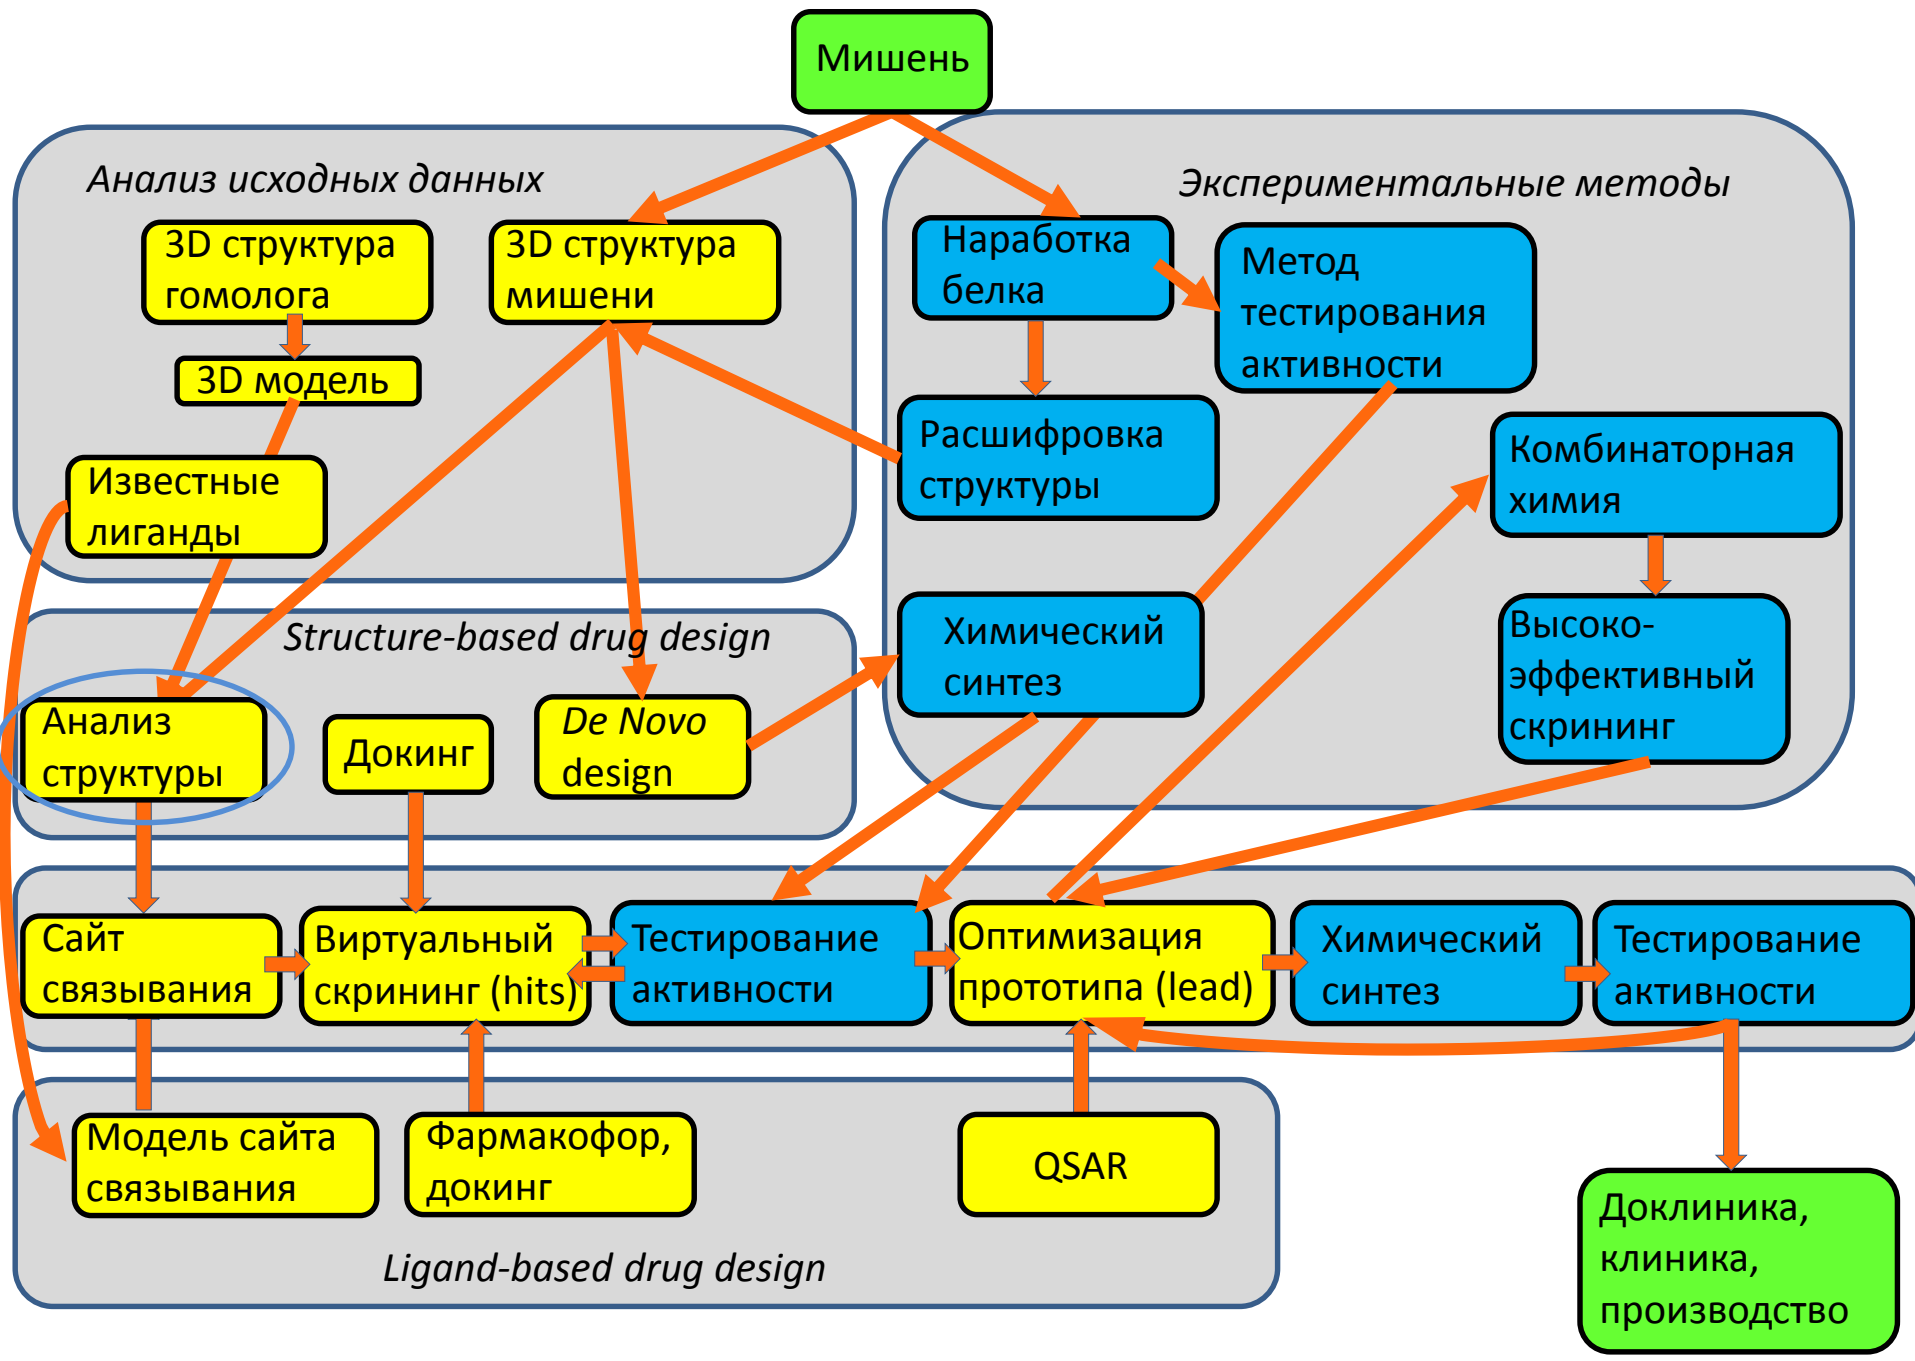 Мишень
Анализ исходных данных
3D структура
гомолога
3D структура
мишени
3D модель
Известные
лиганды
Экспериментальные методы
Наработка
белка
Метод
тестирования
активности
Расшифровка
структуры
Комбинаторная
химия
Химический
синтез
Высоко-
эффективный
скрининг
Structure-based drug design
Анализ
структуры
Докинг
De Novo
design
Сайт
связывания
Виртуальный
скрининг (hits)
Тестирование
активности
Оптимизация
прототипа (lead)
Химический
синтез
Тестирование
активности
Модель сайта
связывания
Фармакофор,
докинг
QSAR
Ligand-based drug design
Доклиника,
клиника,
производство